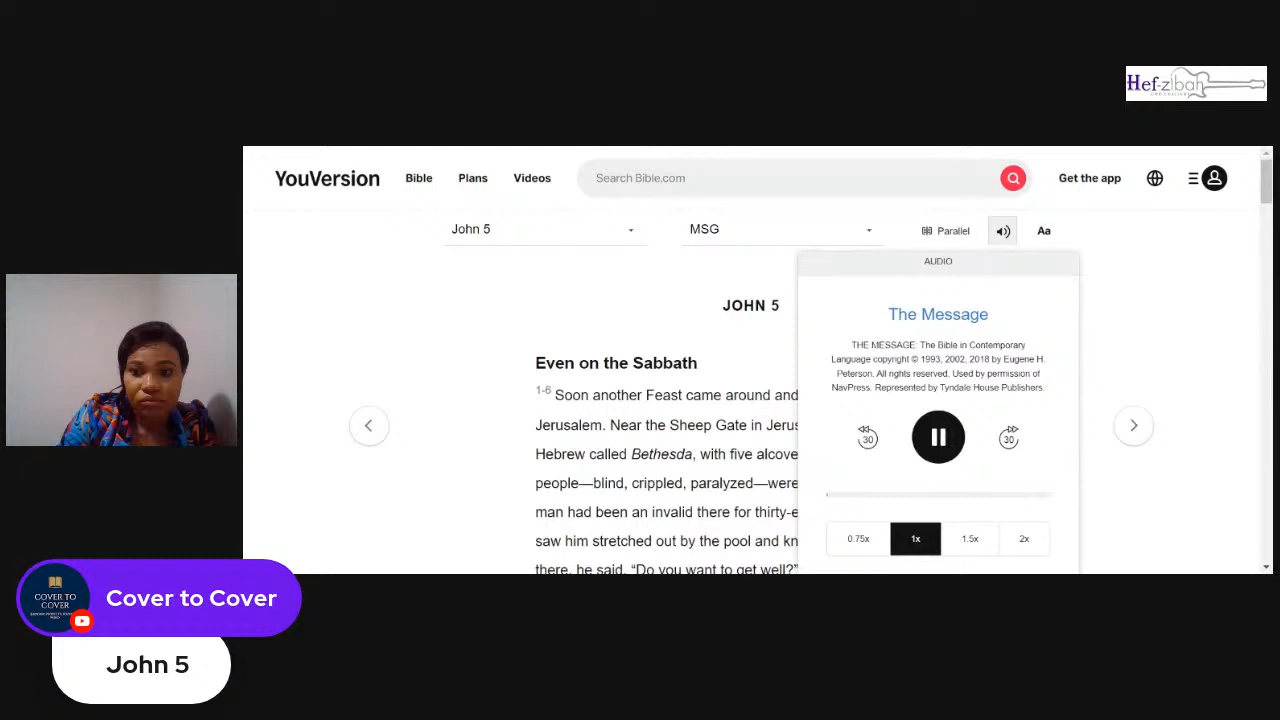 Hef-zibah
YouVersion
Bible
Plans
Videos
Search Bible.com
Get the app
John 5
MSG
Parallel
Aa
AUDIO
JOHN 5
The Message
THE MESSAGE: The Bible in Contemporary
Language copyright © 1993, 2002, 2018 by Eugene H.
Peterson. All rights reserved. Used by permission of
NavPress. Represented by Tyndale House Publishers.
Even on the Sabbath
1-6 Soon another Feast came around and
Jerusalem. Near the Sheep Gate in Jerus
Hebrew called Bethesda, with five alcove
people—blind, crippled, paralyzed—were
man had been an invalid there for thirty-e
saw him stretched out by the pool and kn
there, he said, “Do you want to get well?”
30
30
0.75x
1x
1.5x
2x
COVER TO
COVER
Cover to Cover
John 5